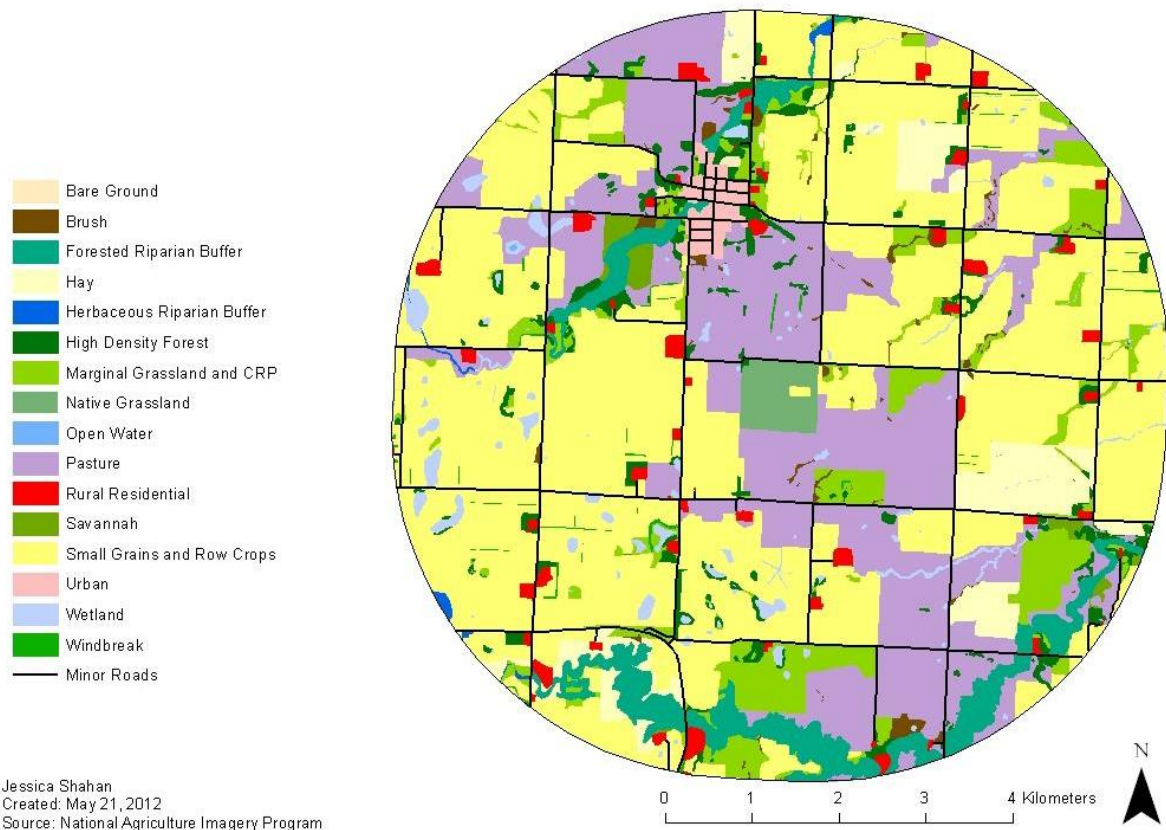 Bare Ground
Brush
Forested Riparian Buffer
Hay
Herbaceous Riparian Buffer
High Density Forest
Marginal Grassland and CRP
Native Grassland
Open Water
Pasture
Rural Residential
Savannah
Small Grains and Row Crops
Urban
Wetland
Windbreak
Minor Roads
Jessica Shahan
Created: May 21, 2012
Source: National Agriculture Imagery Program
0 1 2 3 4 Kilometers
N